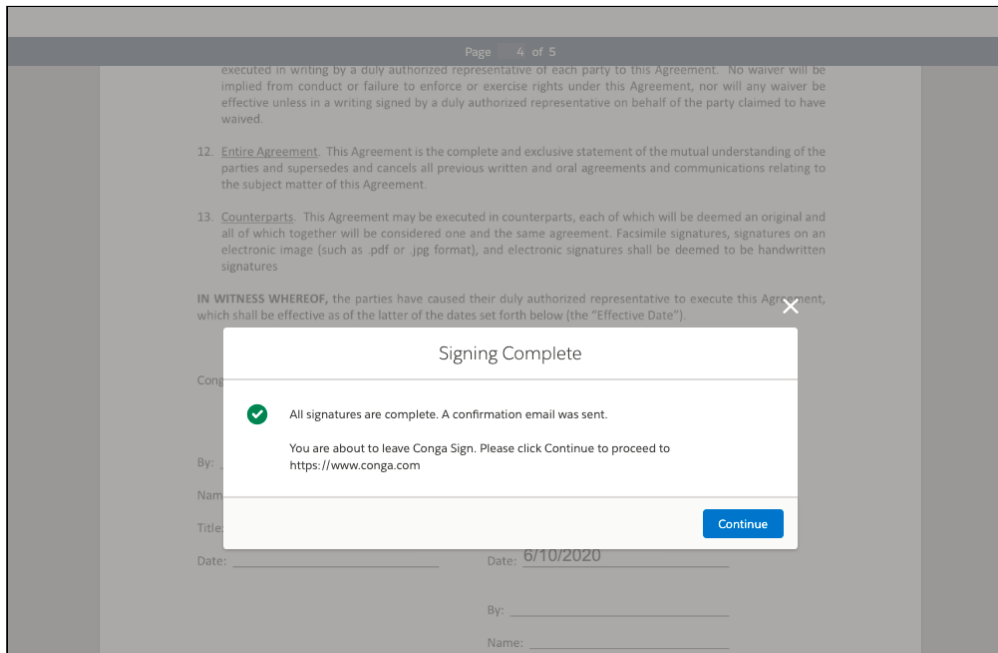 Page 4 of 5
executed in writing by a duly authorized representative of each party to this Agreement. No waiver will be
implied from conduct or failure to enforce or exercise rights under this Agreement, nor will any waiver be
effective unless in a writing signed by a duly authorized representative on behalf of the party claimed to have
waived.
12. Entire Agreement. This Agreement is the complete and exclusive statement of the mutual understanding of the
parties and supersedes and cancels all previous written and oral agreements and communications relating to
the subject matter of this Agreement.
13. Counterparts. This Agreement may be executed in counterparts, each of which will be deemed an original and
all of which together will be considered one and the same agreement. Facsimile signatures, signatures on an
electronic image (such as .pdf or .jpg format), and electronic signatures shall be deemed to be handwritten
signatures
IN WITNESS WHEREOF, the parties have caused their duly authorized representative to execute this Agreement,
which shall be effective as of the latter of the dates set forth below (the “Effective Date”).
Signing Complete
Cong
All signatures are complete. A confirmation email was sent.
You are about to leave Conga Sign. Please click Continue to proceed to
https://www.conga.com
By:
Nam
Title:
Continue
Date: Date: 6/10/2020
By:
Name: